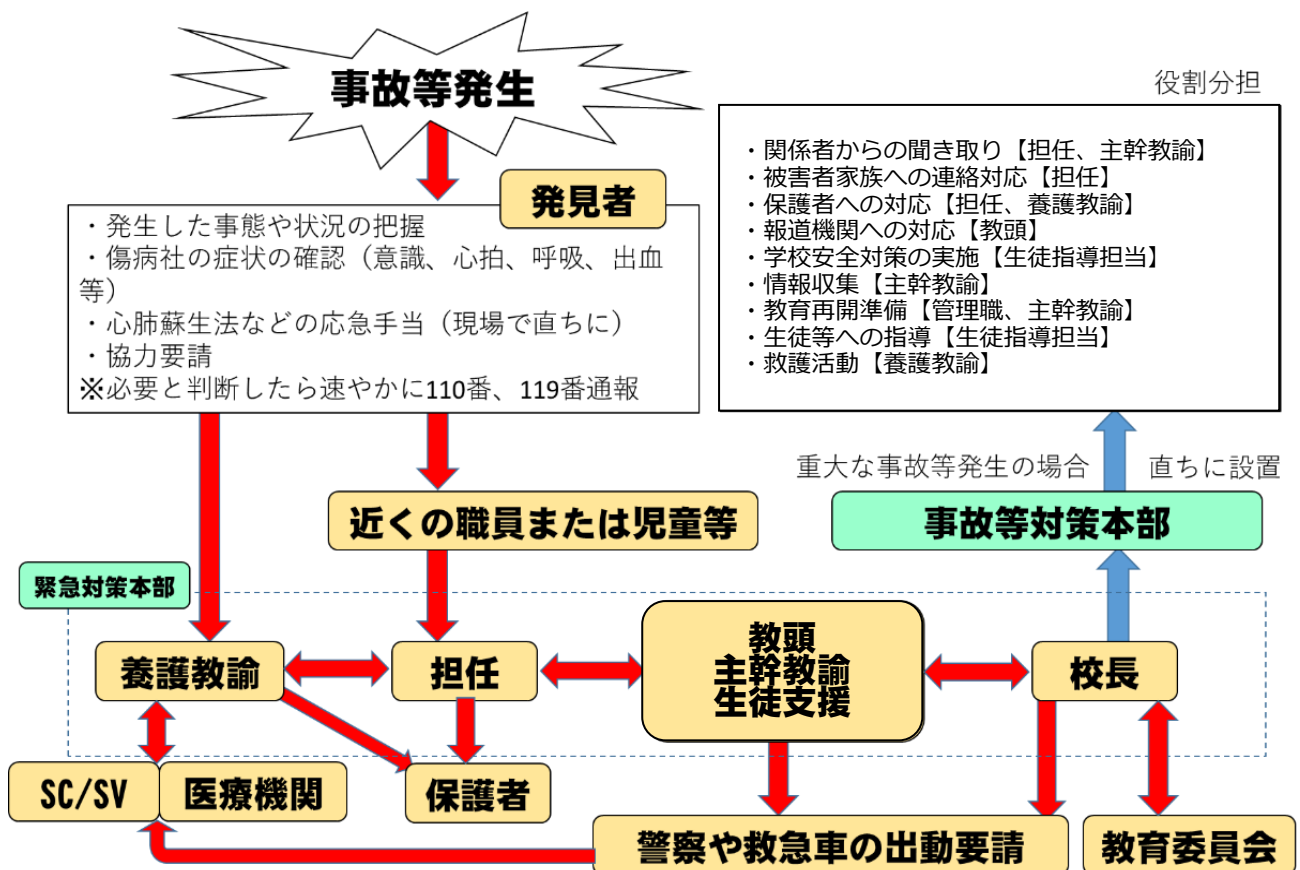 事故等発生
役割分担
・関係者からの聞き取り【担任、主幹教諭】
・被害者家族への連絡対応【担任】
・保護者への対応【担任、養護教諭】
・報道機関への対応【教頭】
・学校安全対策の実施【生徒指導担当】
・情報収集【主幹教諭】
・教育再開準備【管理職、主幹教諭】
・生徒等への指導【生徒指導担当】
・救護活動【養護教諭】
発見者
・発生した事態や状況の把握
・傷病社の症状の確認（意識、心拍、呼吸、出血
等）
・心肺蘇生法などの応急手当（現場で直ちに）
・協力要請
※必要と判断したら速やかに110番、119番通報
重大な事故等発生の場合
直ちに設置
近くの職員または児童等
事故等対策本部
緊急対策本部
養護教諭
担任
教頭
主幹教諭
生徒支援
校長
SC/SV
医療機関
保護者
警察や救急車の出動要請
教育委員会